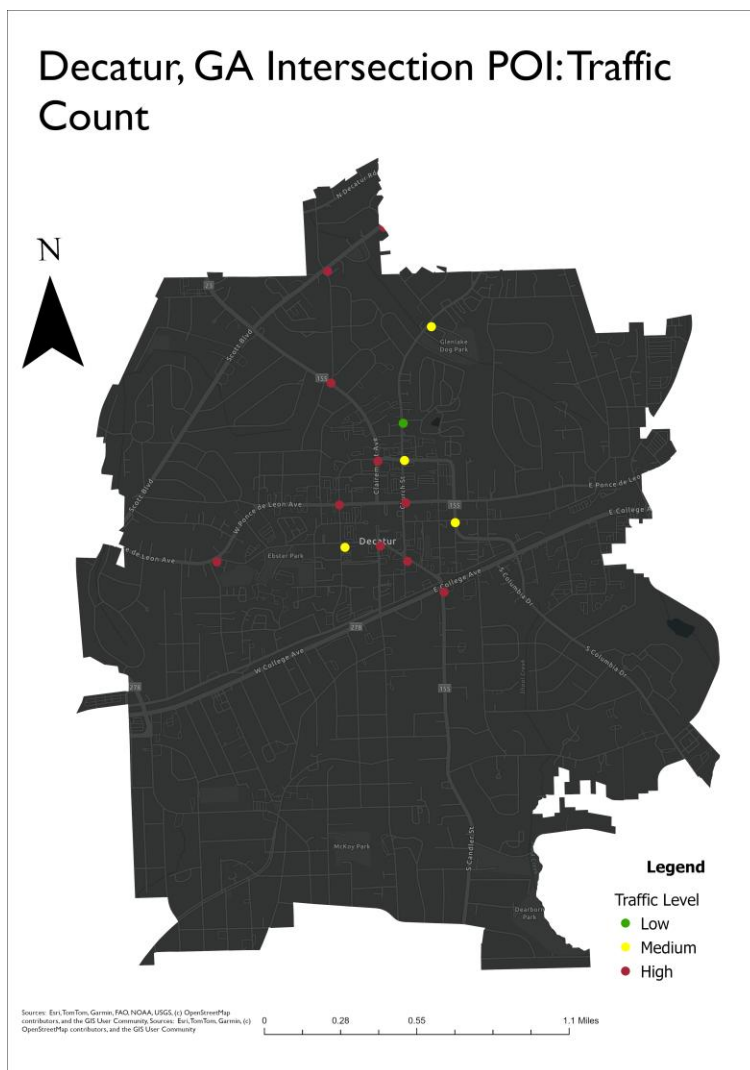 Decatur, GA Intersection POI: Traffic
Count
N
N Decatur Rd
23
Scott Blvd
Glenlake
Dog Park
155
Clairemont Ave
Church St
Scott Blvd
E Ponce de Leon
W Ponce de Leon Ave
155
E College A
Decatur
ce de Leon Ave
Ebster Park
E College Ave
S Columbia Dr
278
W College Ave
S Columbia Dr
278
155
McKoy Park
S Candler St
Dearborn
Park
Legend
Traffic Level
Low
Medium
High
Sources: Esri, TomTom, Garmin, FAO, NOAA, USGS, (c) OpenStreetMap
contributors, and the GIS User Community, Sources: Esri, TomTom, Garmin, (c)
OpenStreetMap contributors, and the GIS User Community
0 0.28 0.55 1.1 Miles